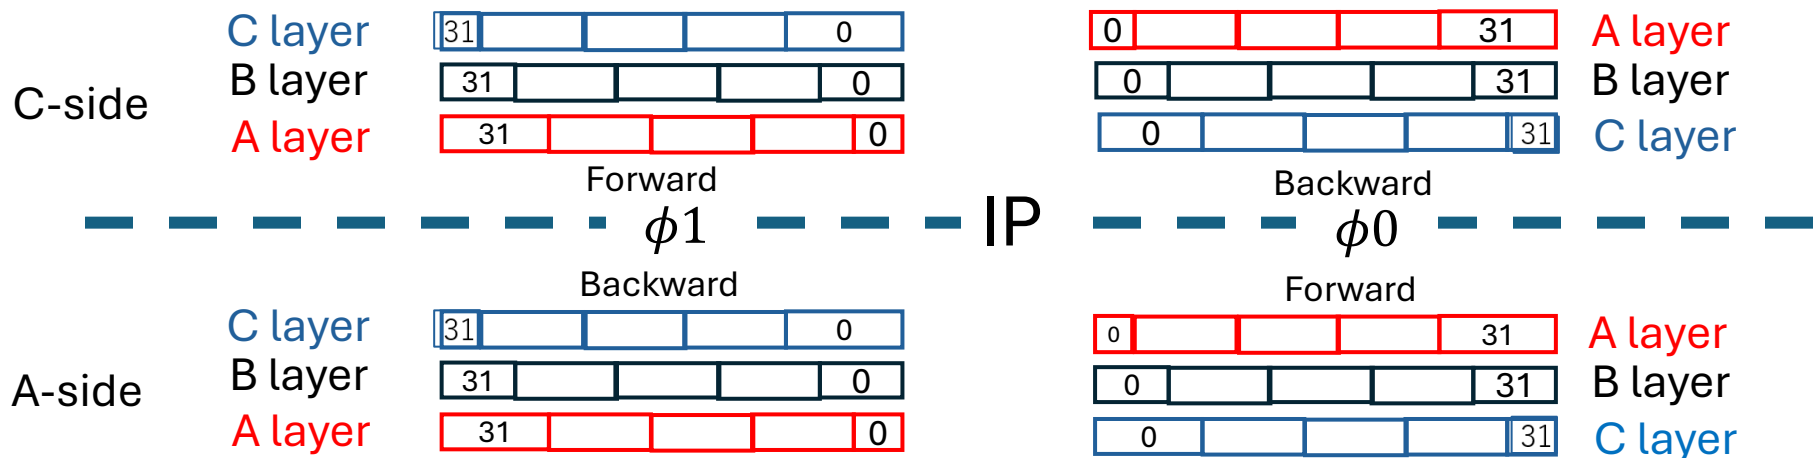 C layer 31 0 0 31 A layer
B layer 31 0 0 31 B layer
C-side
A layer 31 0 0 31 C layer
Forward Backward
ϕ1 IP ϕ0
Backward Forward
C layer 31 0 0 31 A layer
B layer 31 0 0 31 B layer
A-side
A layer 31 0 0 31 C layer